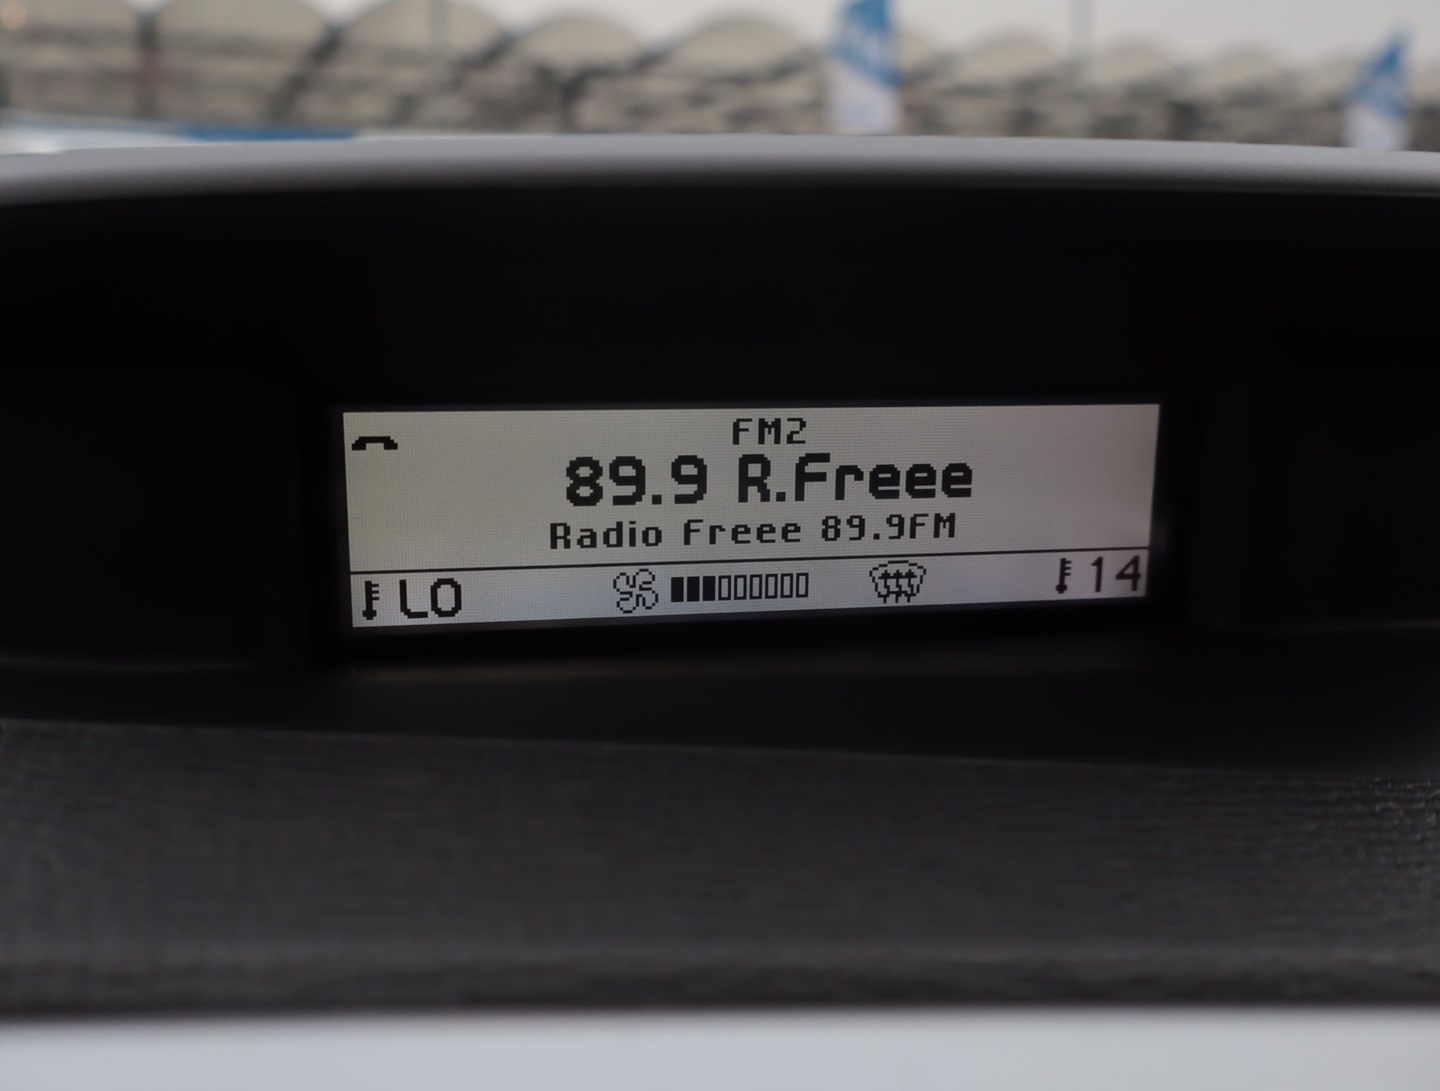 FM2
89.9 R.Freee
Radio Freee 89.9FM
LO 14